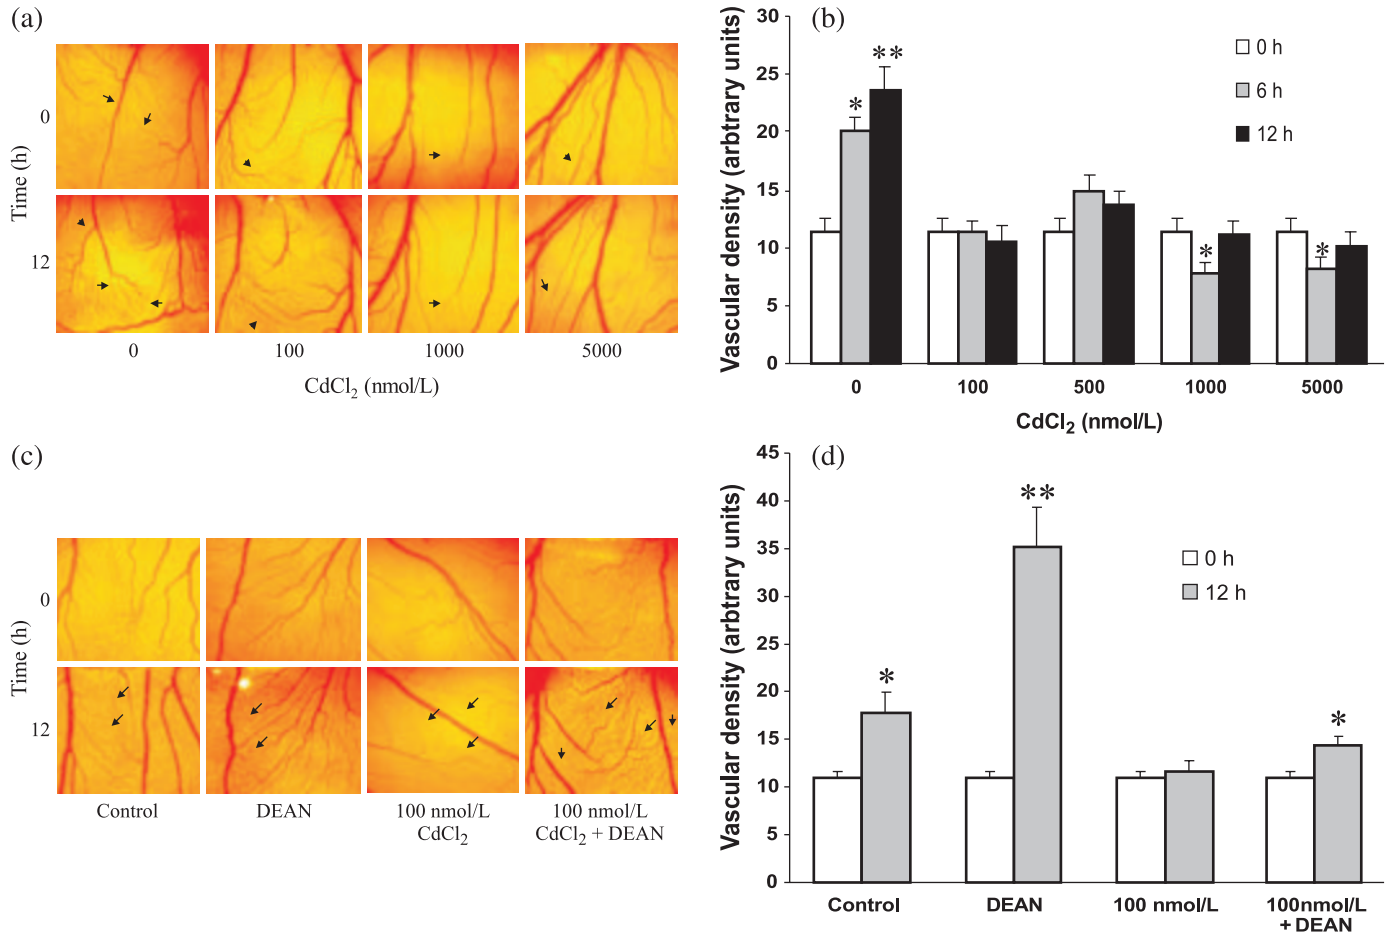 (a)
Time (h)
0
12
0
100
1000
5000
CdCl2 (nmol/L)
(b)
Vascular density (arbtrary units)
30
25
20
15
10
5
0
0 h
6 h
12 h
*
**
*
*
0
100
500
1000
5000
CdCl2 (nmol/L)
(c)
Time (h)
0
12
Control
DEAN
100 nmol/L
CdCl2
100 nmol/L
CdCl2 + DEAN
(d)
Vascular density (arbtrary units)
45
40
35
30
25
20
15
10
5
0
0 h
12 h
*
**
*
Control
DEAN
100 nmol/L
100nmol/L
+ DEAN